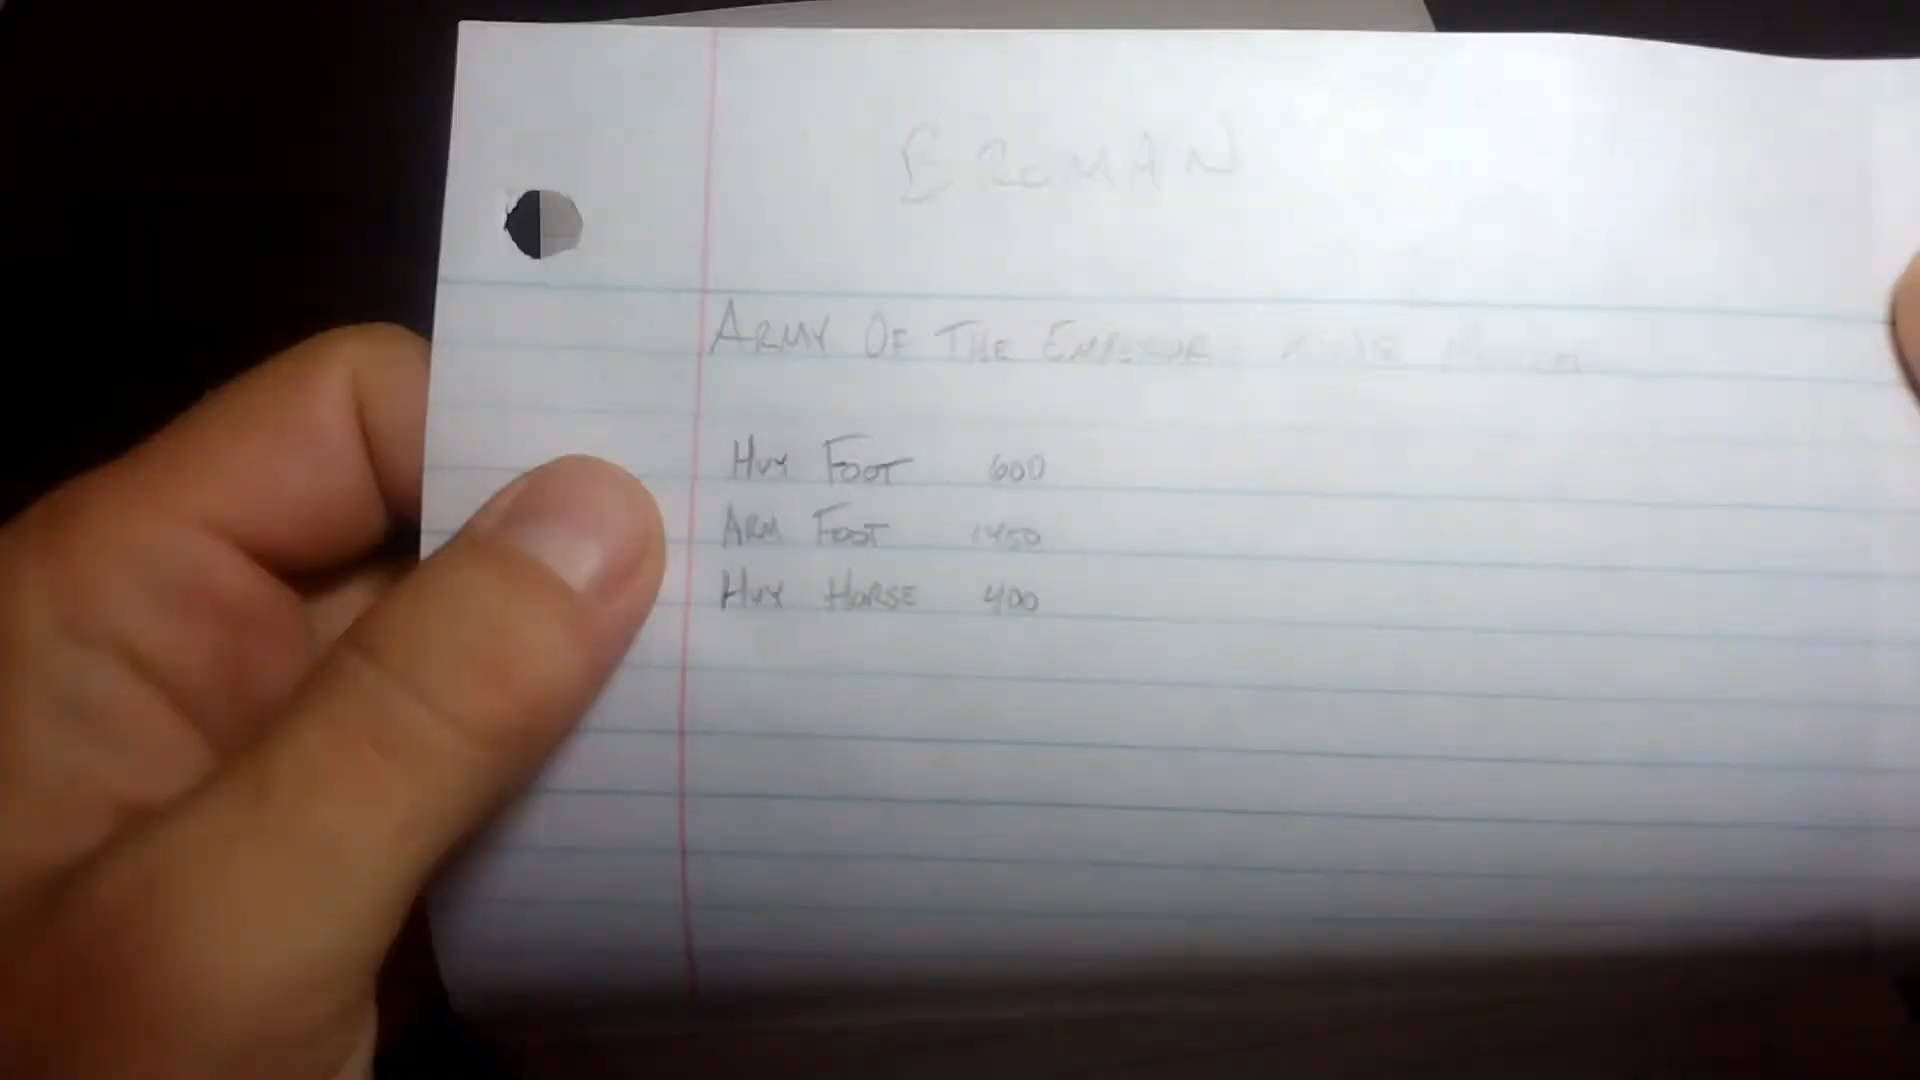 BROMAN
ARMY OF THE EMPEROR
HVY FOOT 600
ARM FOOT 1450
HVY HORSE 400